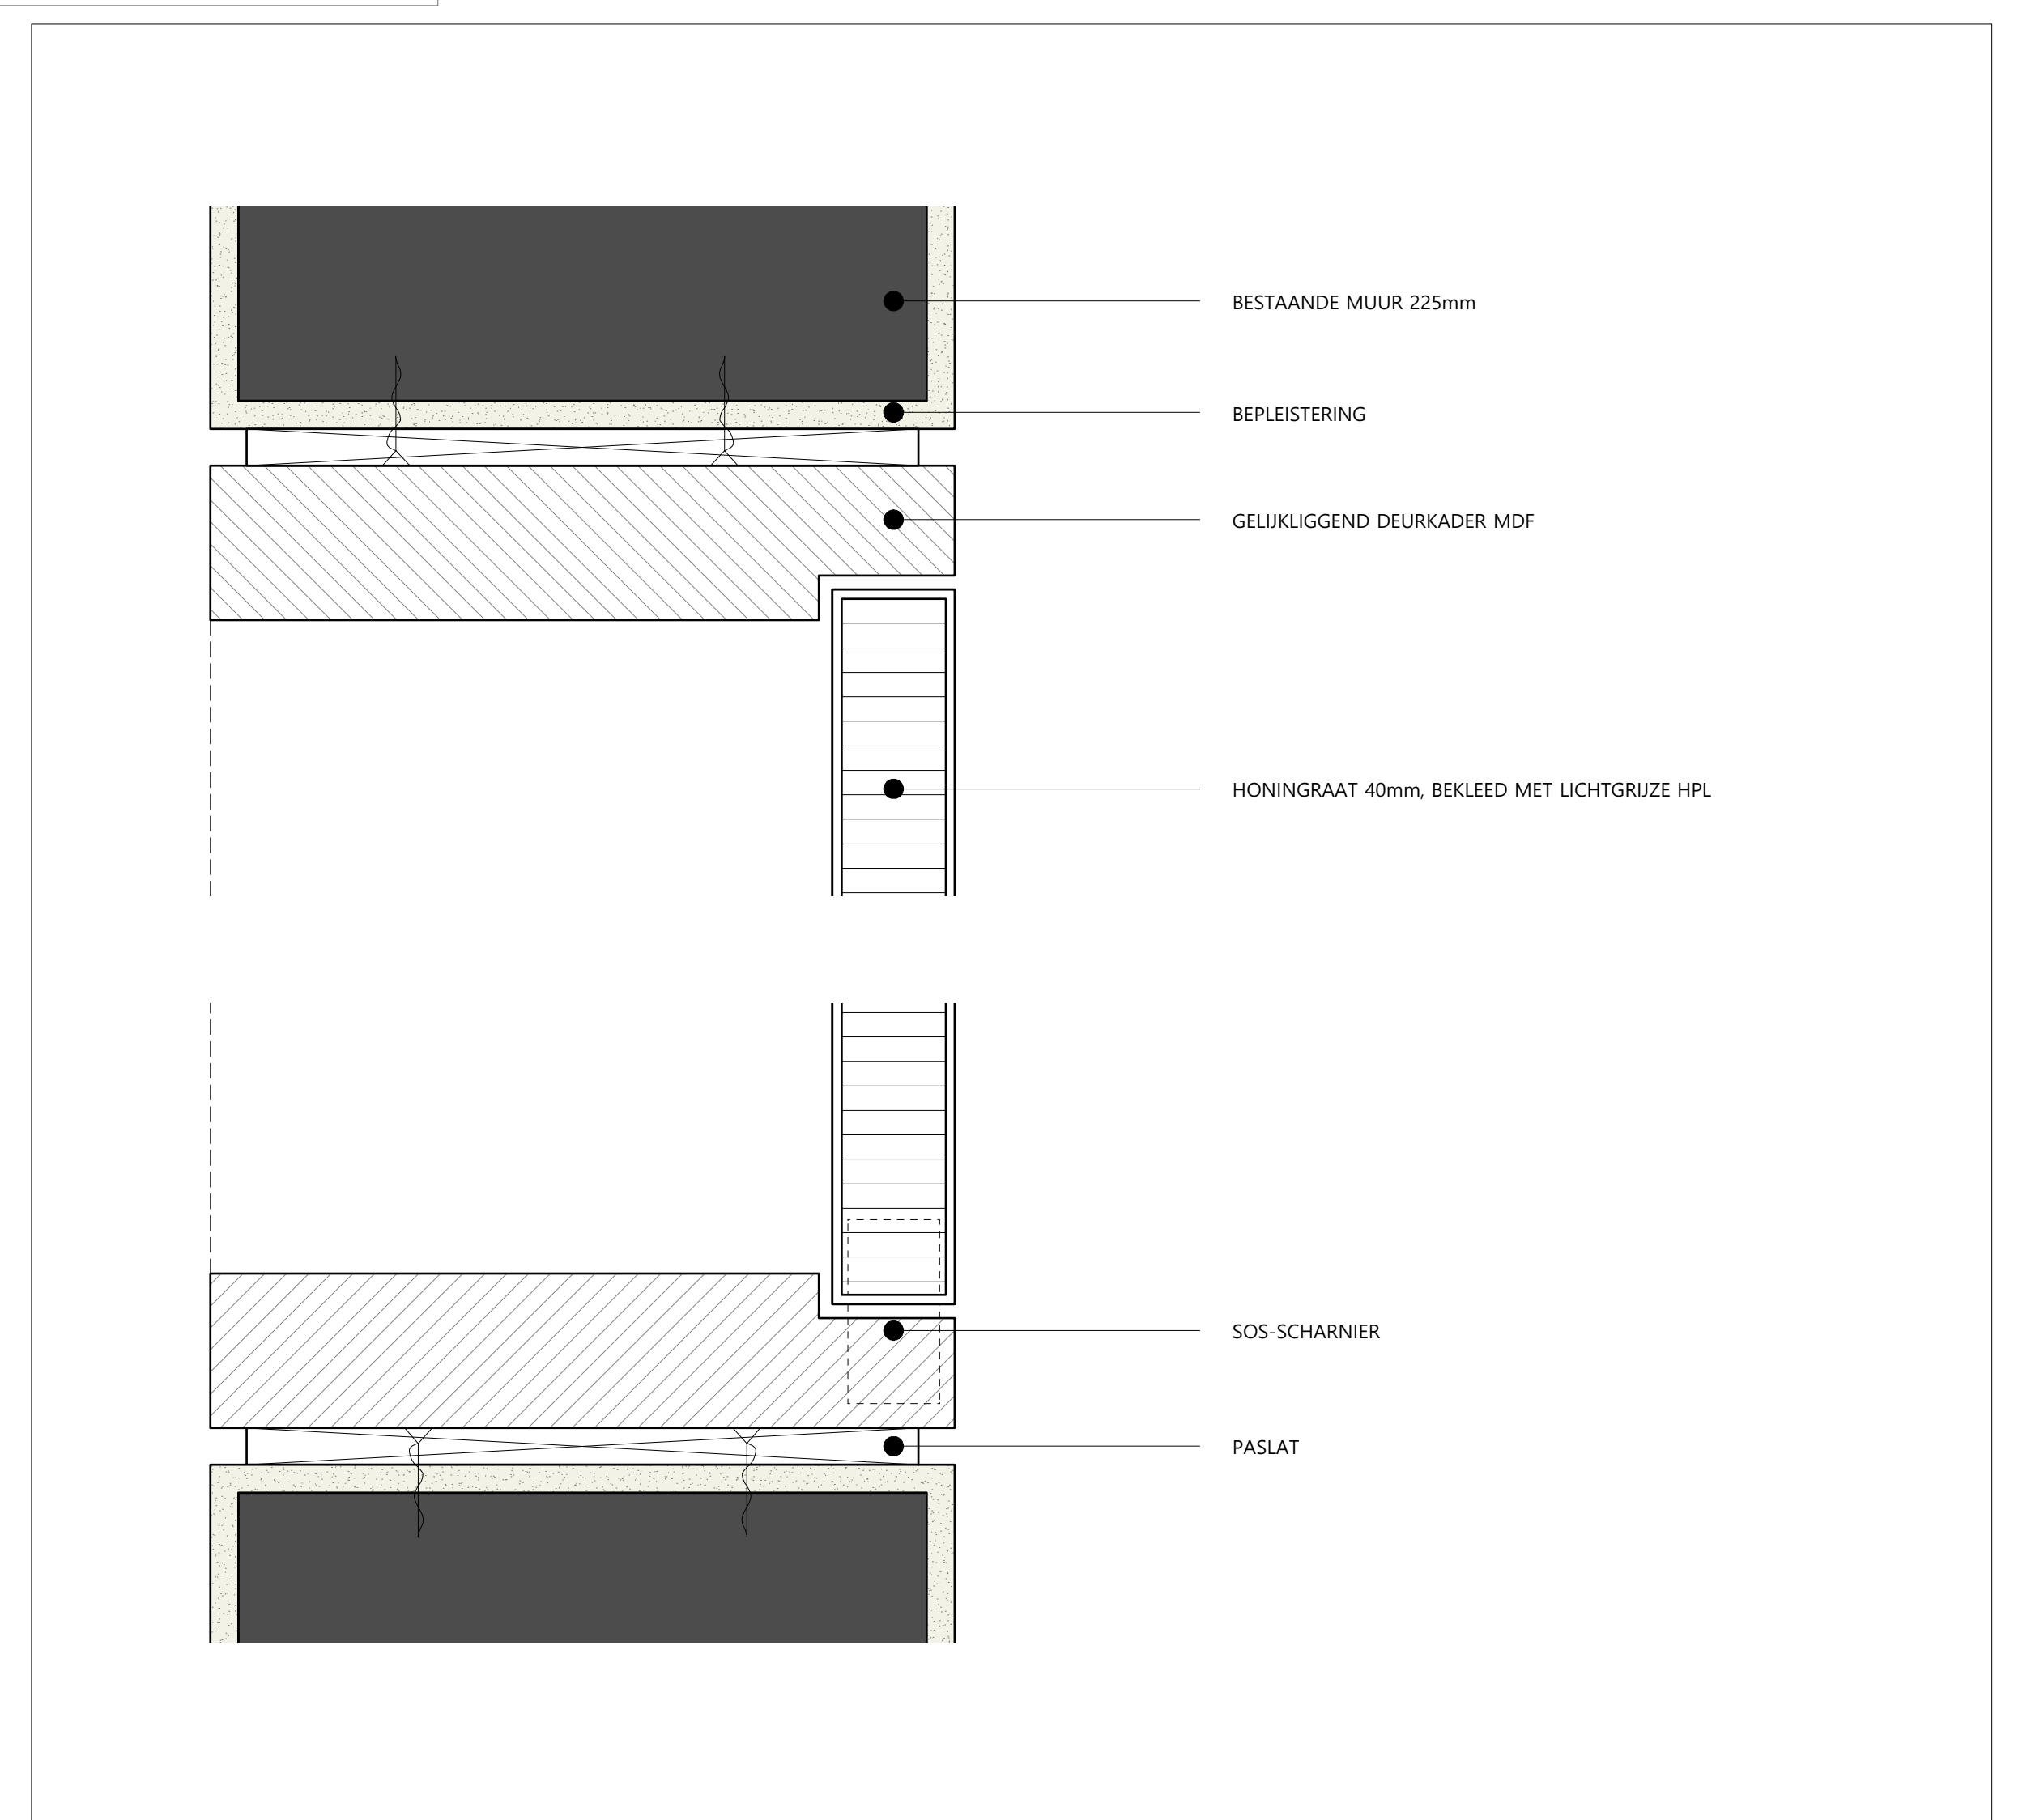 BESTAANDE MUUR 225mm
BEPLEISTERING
GELIJKLIGGEND DEURKADER MDF
HONINGRAAT 40mm, BEKLEED MET LICHTGRIJZE HPL
SOS-SCHARNIER
PASLAT